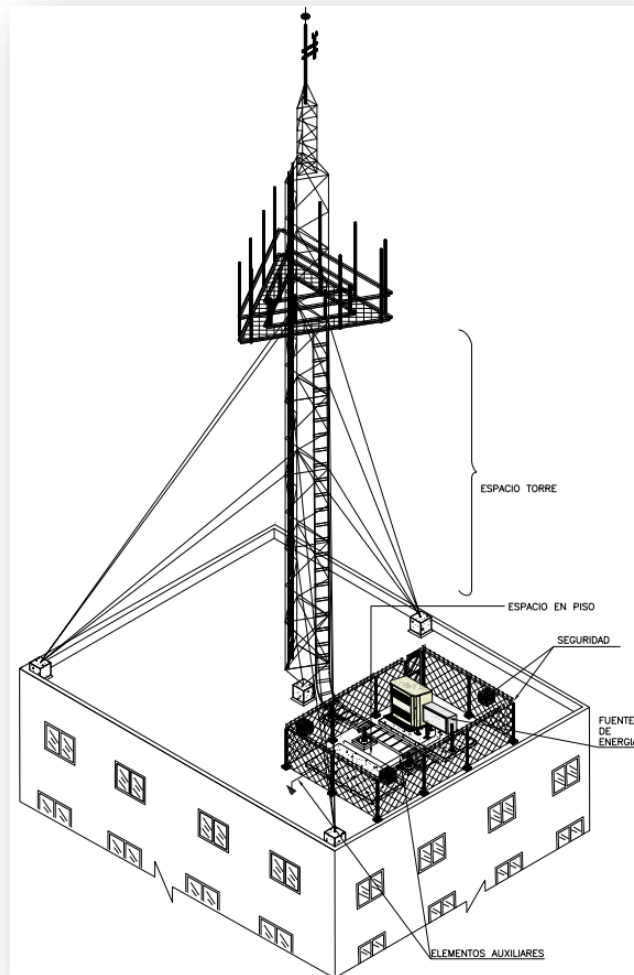 ESPACIO TORRE
ESPACIO EN PISO
SEGURIDAD
FUENTE
DE
ENERGIA
ELEMENTOS AUXILIARES